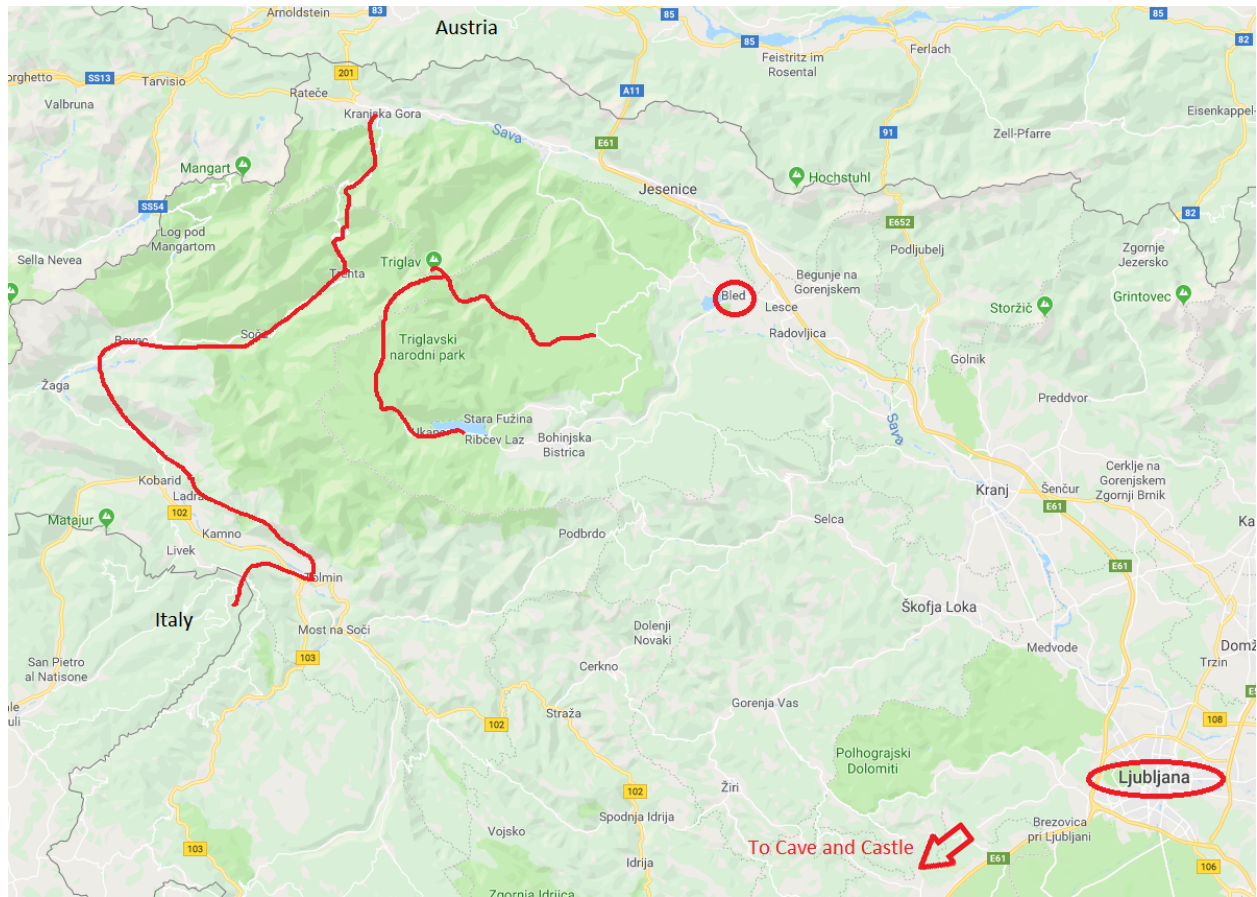 Arnoldstein
83
Austria
85
85
85
Feistritz im
Rosental
Ferlach
82
SS13
Tarvisio
201
Rateče
A11
Valbruna
Kranjska Gora
91
Eisenkappel-
Sava
E61
Zell-Pfarre
Mangart
Hochstuhl
Jesenice
SS54
82
Log pod
Mangartom
E652
Podljubelj
Zgornje
Jezersko
Sella Nevea
Triglav
Begunje na
Gorenjskem
Bled
Lesce
Storžič
Grintovec
Radovljica
Triglavski
narodni park
Golnik
Žaga
Preddvor
Sava
Stara Fužina
Ribčev Laz
Bohinjska
Bistrica
Kobarid
Kranj
Šenčur
Cerklje na
Gorenjskem
Zgornji Brnik
102
E61
Matajur
Kamno
Selca
Podbrdo
Livek
Tolmin
E61
Italy
Škofja Loka
Most na Soči
Dolenji
Novaki
Medvode
103
Cerkno
Trzin
San Pietro
al Natisone
Gorenja Vas
Straža
102
108
Polhograjski
Dolomiti
Ljubljana
Žiri
102
Spodnja Idrija
Brezovica
pri Ljubljani
Vojsko
To Cave and Castle
103
E61
Idrija
106
Zgornja Idrijca